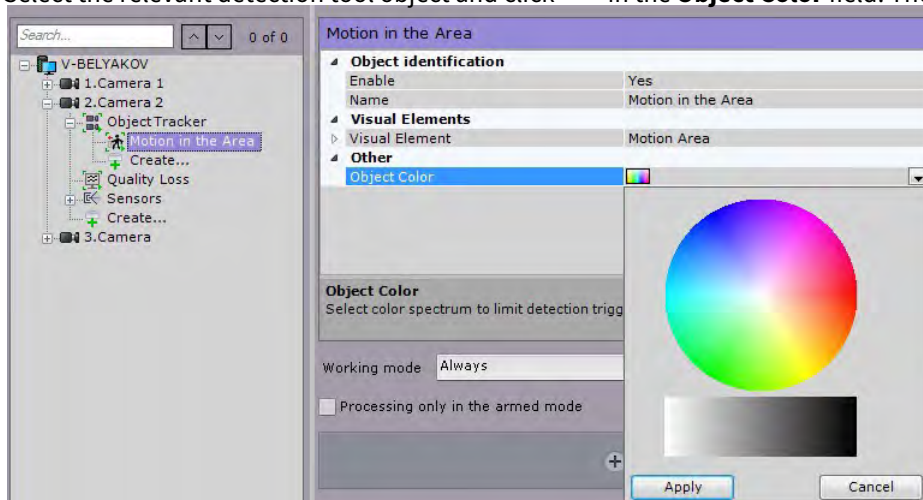 Select the relevant detection tool object and click in the Object Color field. The
Search...
0 of 0
V-BELYAKOV
1.Camera 1
2.Camera 2
Object Tracker
Motion in the Area
Create...
Quality Loss
Sensors
Create...
3.Camera
Motion in the Area
Object identification
Enable Yes
Name Motion in the Area
Visual Elements
Visual Element Motion Area
Other
Object Color
Object Color
Select color spectrum to limit detection trigg
Working mode Always
Processing only in the armed mode
Apply Cancel